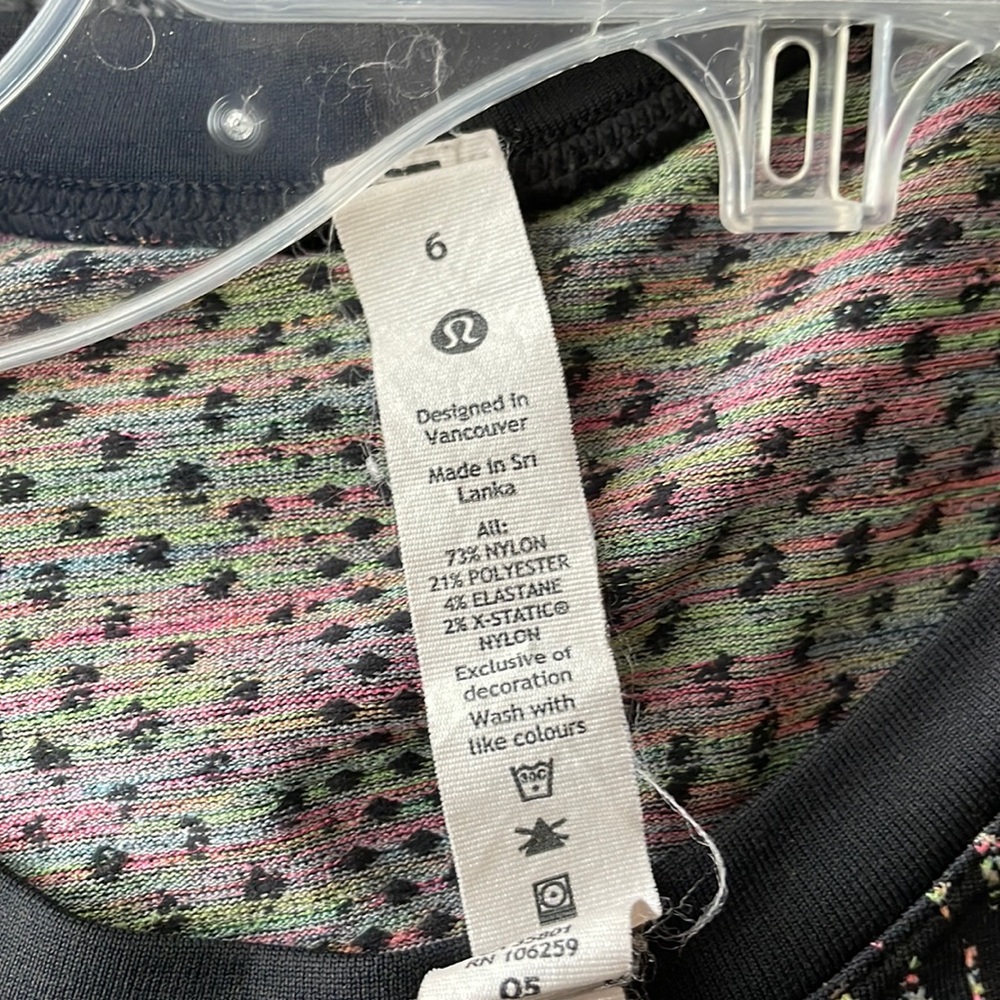 6
Designed in
Vancouver
Made in Sri
Lanka
All:
73% NYLON
21% POLYESTER
4% ELASTANE
2% X-STATIC®
NYLON
Exclusive of
decoration
Wash with
like colours
30C
RN 106259
05